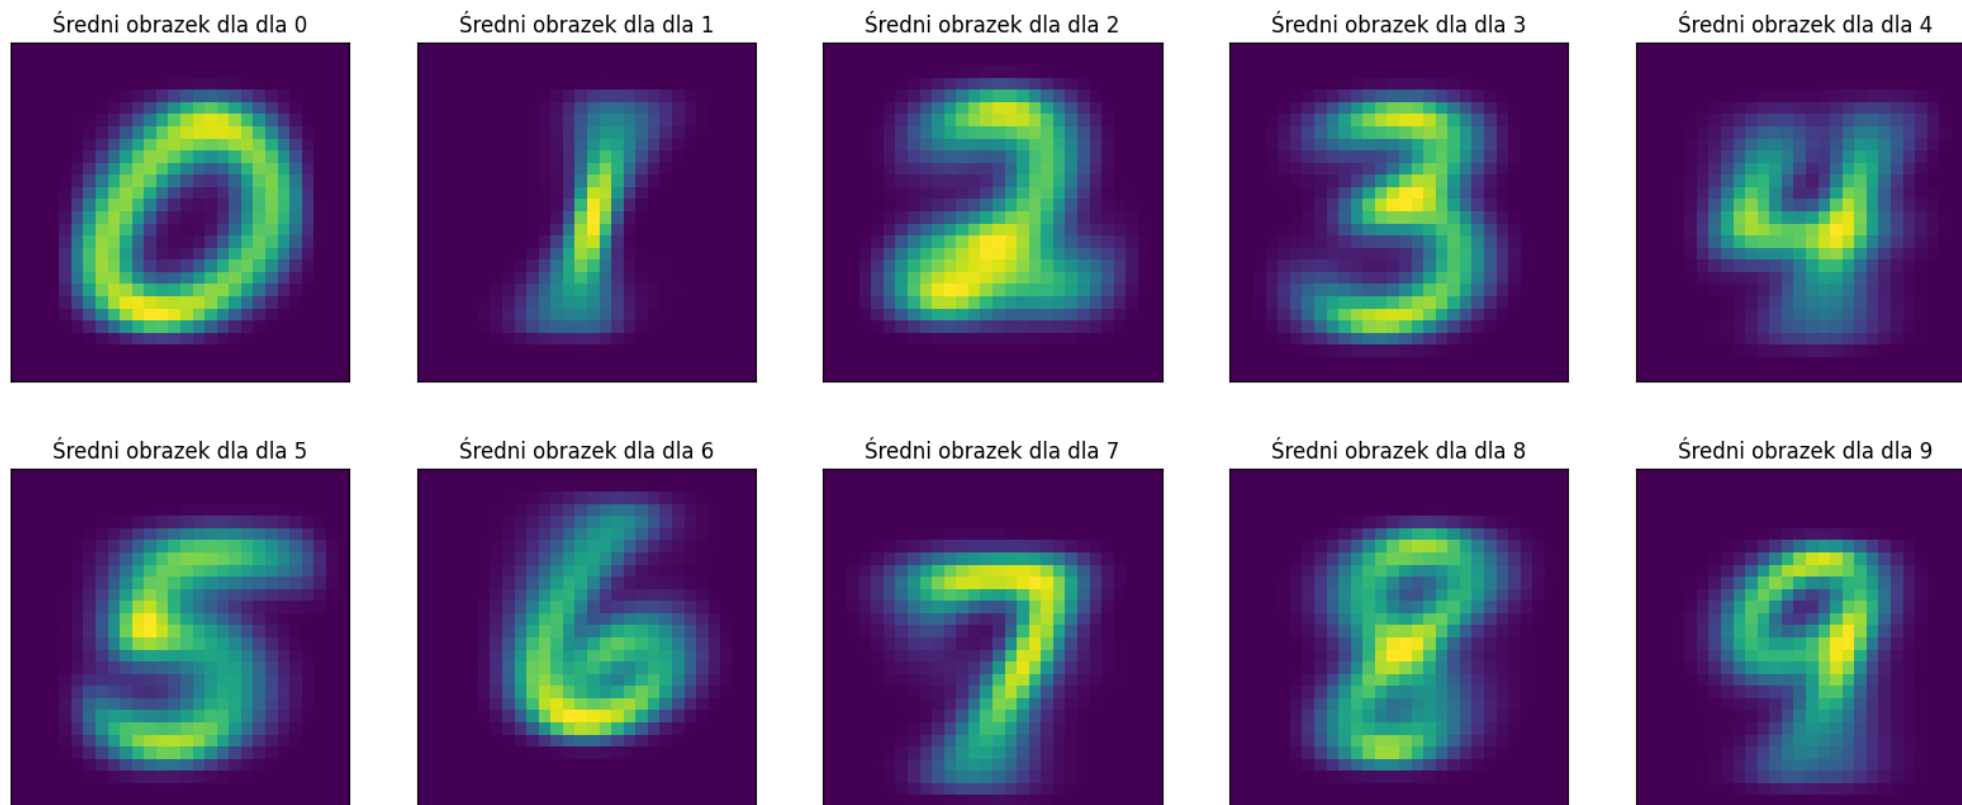 Średni obrazek dla dla 0
Średni obrazek dla dla 1
Średni obrazek dla dla 2
Średni obrazek dla dla 3
Średni obrazek dla dla 4
Średni obrazek dla dla 5
Średni obrazek dla dla 6
Średni obrazek dla dla 7
Średni obrazek dla dla 8
Średni obrazek dla dla 9